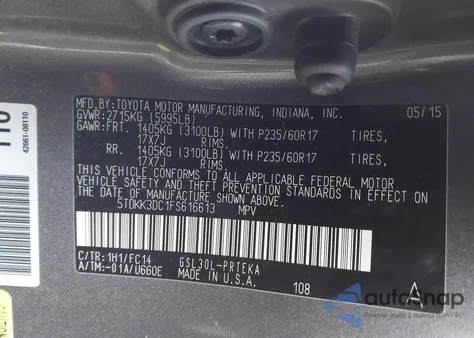 MFD.BY:TOYOTA MOTOR MANUFACTURING, INDIANA, INC. 05/15
GVWR:2715KG (5995LB)
GAWR:FRT. 1405KG (3100LB) WITH P235/60R17 TIRES,
17X7J RIMS.
RR. 1405KG (3100LB) WITH P235/60R17 TIRES,
17X7J RIMS.
THIS VEHICLE CONFORMS TO ALL APPLICABLE FEDERAL MOTOR
VEHICLE SAFETY AND THEFT PREVENTION STANDARDS IN EFFECT ON
THE DATE OF MANUFACTURE SHOWN ABOVE.
5TDKK3DC1FS616613 MPV
C/TR:1H1/FC14 GSL30L-PRTEKA
A/TM:-01A/U660E MADE IN U.S.A. 108 A
42661-08110
autoSnap